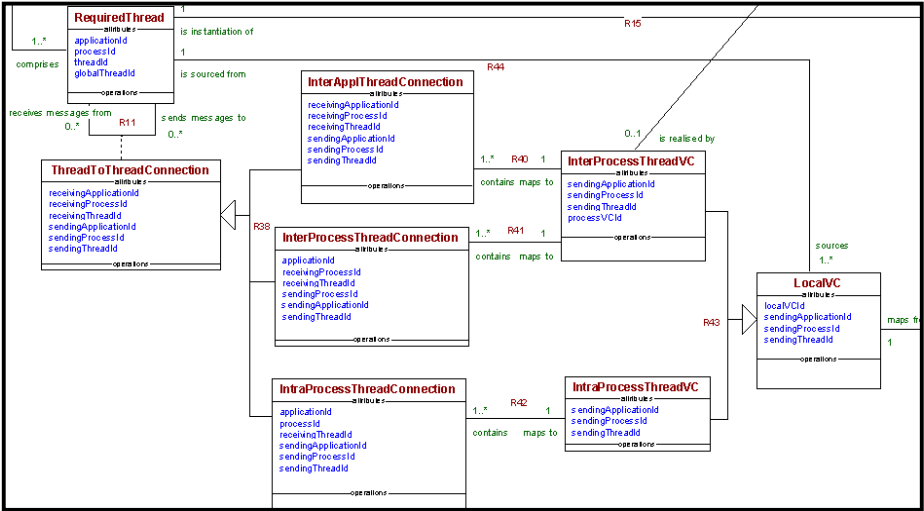 RequiredThread
attributes
applicationId
processId
threadId
globalThreadId
operations
1
is instantiation of
R15
1..*
comprises
1
is sourced from
R44
receives messages from
0..*
R11
sends messages to
0..*
ThreadToThreadConnection
attributes
receivingApplicationId
receivingProcessId
receivingThreadId
sendingApplicationId
sendingProcessId
sendingThreadId
operations
InterApplThreadConnection
attributes
receivingApplicationId
receivingProcessId
receivingThreadId
sendingApplicationId
sendingProcessId
sendingThreadId
operations
1..* R40 1
contains maps to
0..1 is realised by
InterProcessThreadVC
attributes
sendingApplicationId
sendingProcessId
sendingThreadId
processVCId
operations
R38
InterProcessThreadConnection
attributes
applicationId
receivingProcessId
receivingThreadId
sendingProcessId
sendingApplicationId
sendingThreadId
operations
1..* R41 1
contains maps to
sources
1..*
LocalVC
attributes
localVCId
sendingApplicationId
sendingProcessId
sendingThreadId
operations
maps
1
R43
IntraProcessThreadConnection
attributes
applicationId
processId
receivingThreadId
sendingApplicationId
sendingProcessId
sendingThreadId
operations
1..* R42 1
contains maps to
IntraProcessThreadVC
attributes
sendingApplicationId
sendingProcessId
sendingThreadId
operations